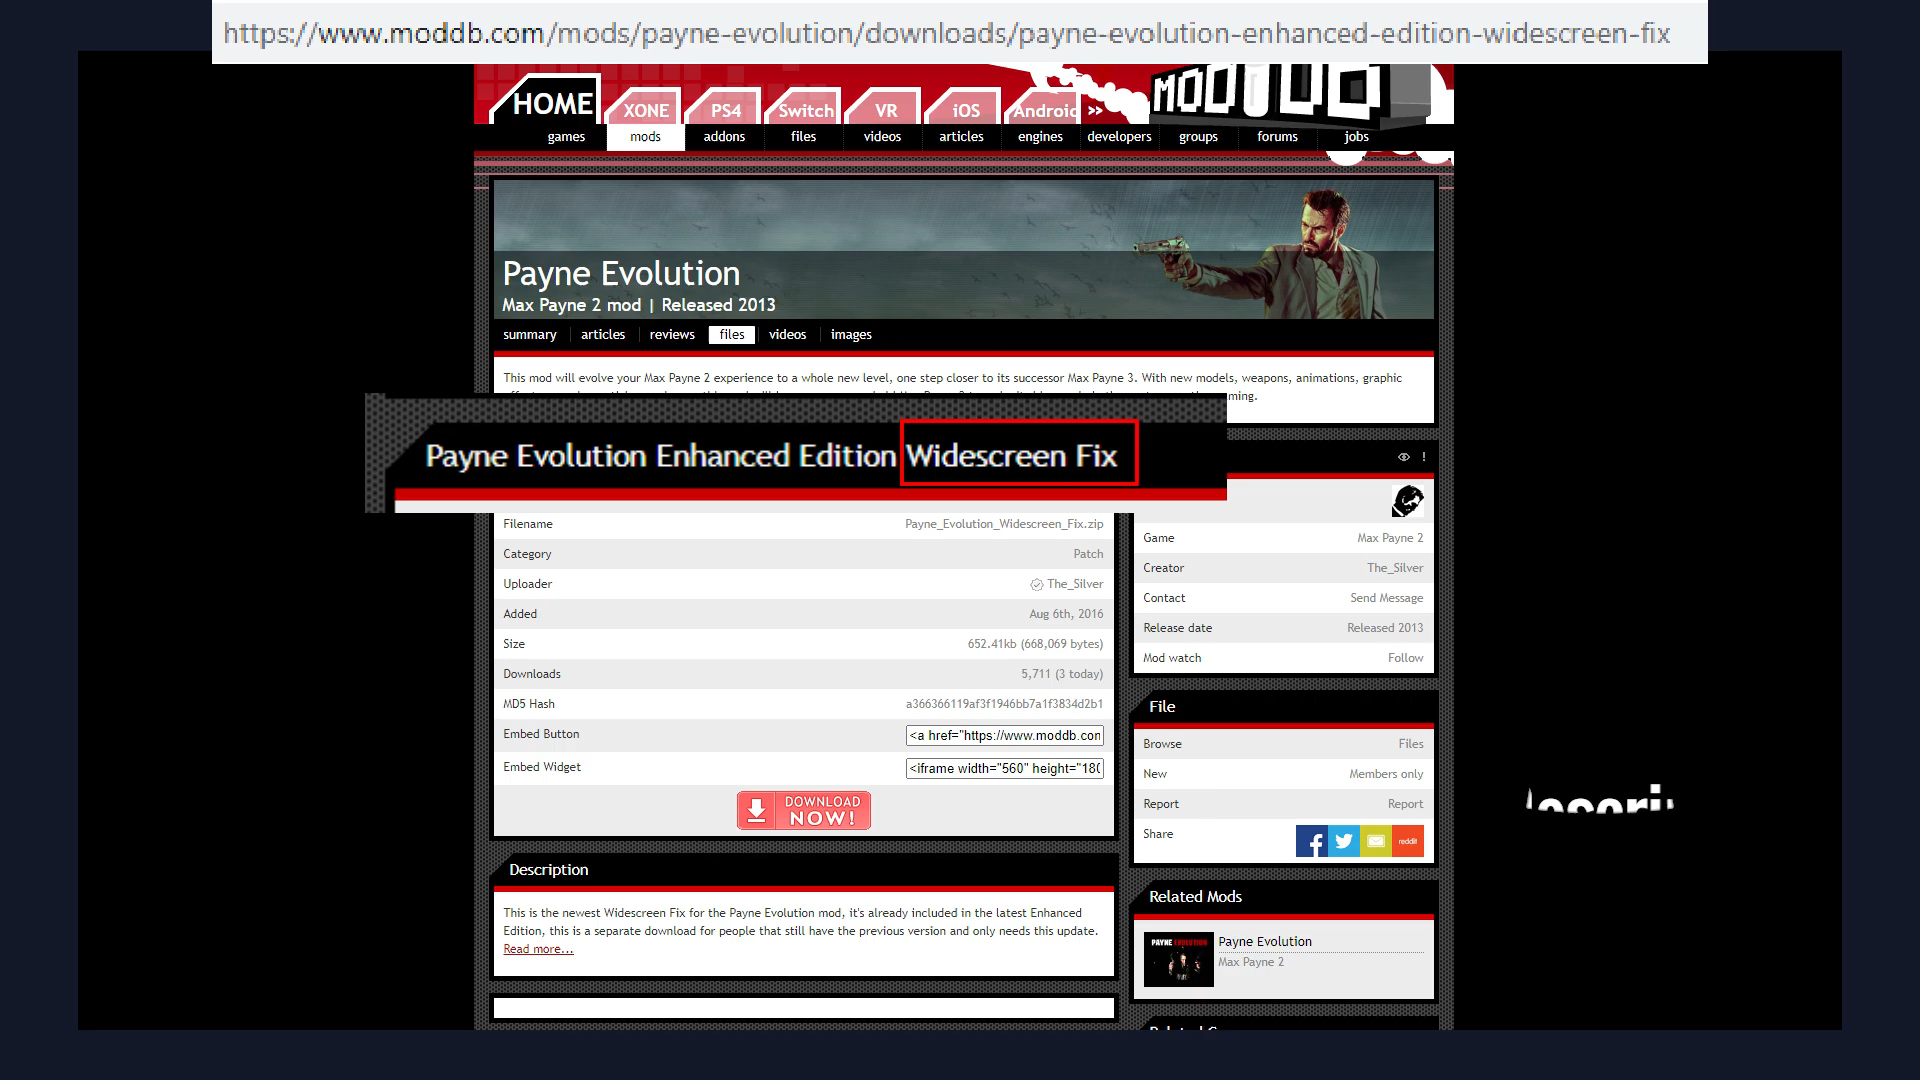 https://www.moddb.com/mods/payne-evolution/downloads/payne-evolution-enhanced-edition-widescreen-fix
HOME
XONE
PS4
Switch
VR
iOS
Android
>>
MODDB
games
mods
addons
files
videos
articles
engines
developers
groups
forums
jobs
Payne Evolution
Max Payne 2 mod | Released 2013
summary
articles
reviews
files
videos
images
This mod will evolve your Max Payne 2 experience to a whole new level, one step closer to its successor Max Payne 3. With new models, weapons, animations, graphic
Payne Evolution Enhanced Edition Widescreen Fix
Filename
Payne_Evolution_Widescreen_Fix.zip
Category
Patch
Uploader
The_Silver
Added
Aug 6th, 2016
Size
652.41kb (668,069 bytes)
Downloads
5,711 (3 today)
MD5 Hash
a366366119af3f1946bb7a1f3834d2b1
Embed Button
<a href="https://www.moddb.con
Embed Widget
<iframe width="560" height="180
DOWNLOAD
NOW!
Description
This is the newest Widescreen Fix for the Payne Evolution mod, it's already included in the latest Enhanced
Edition, this is a separate download for people that still have the previous version and only needs this update.
Read more...
Game
Max Payne 2
Creator
The_Silver
Contact
Send Message
Release date
Released 2013
Mod watch
Follow
File
Browse
Files
New
Members only
Report
Report
Share
reddit
Related Mods
PAYNE EVOLUTION
Payne Evolution
Max Payne 2